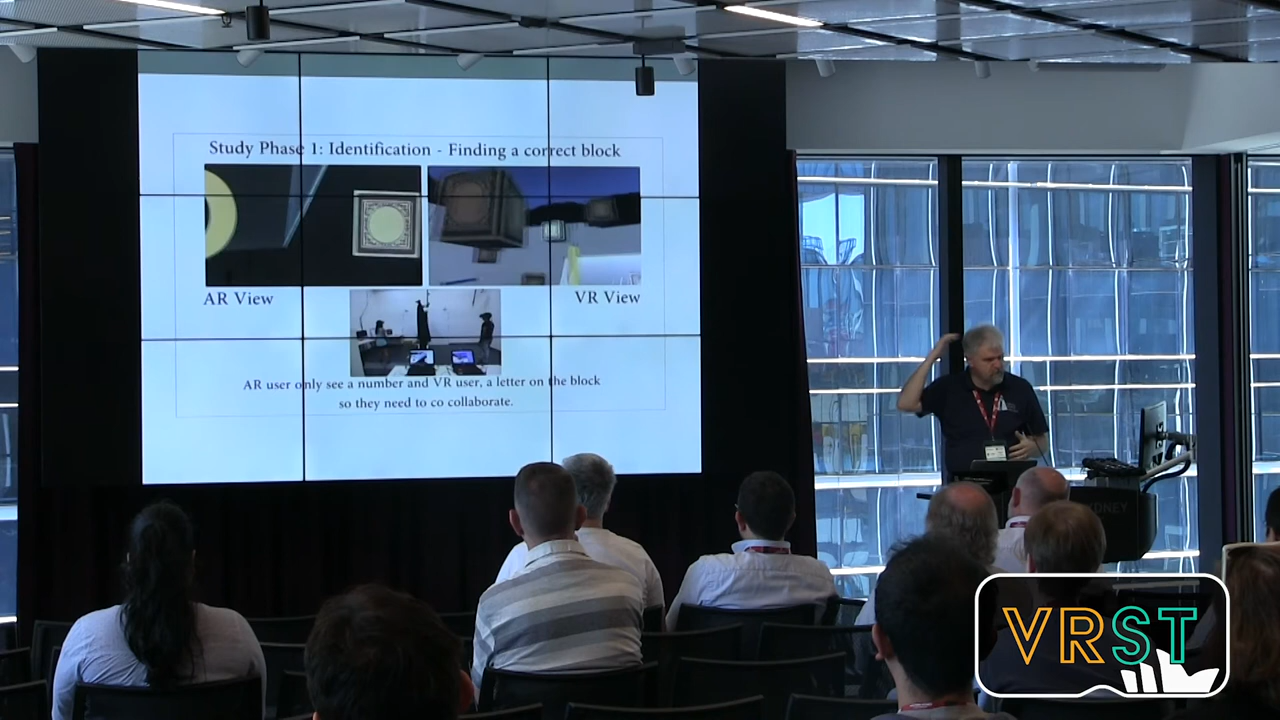 Study Phase 1: Identification - Finding a correct block
AR View
VR View
AR user only see a number and VR user, a letter on the block
so they need to co collaborate.
VRST